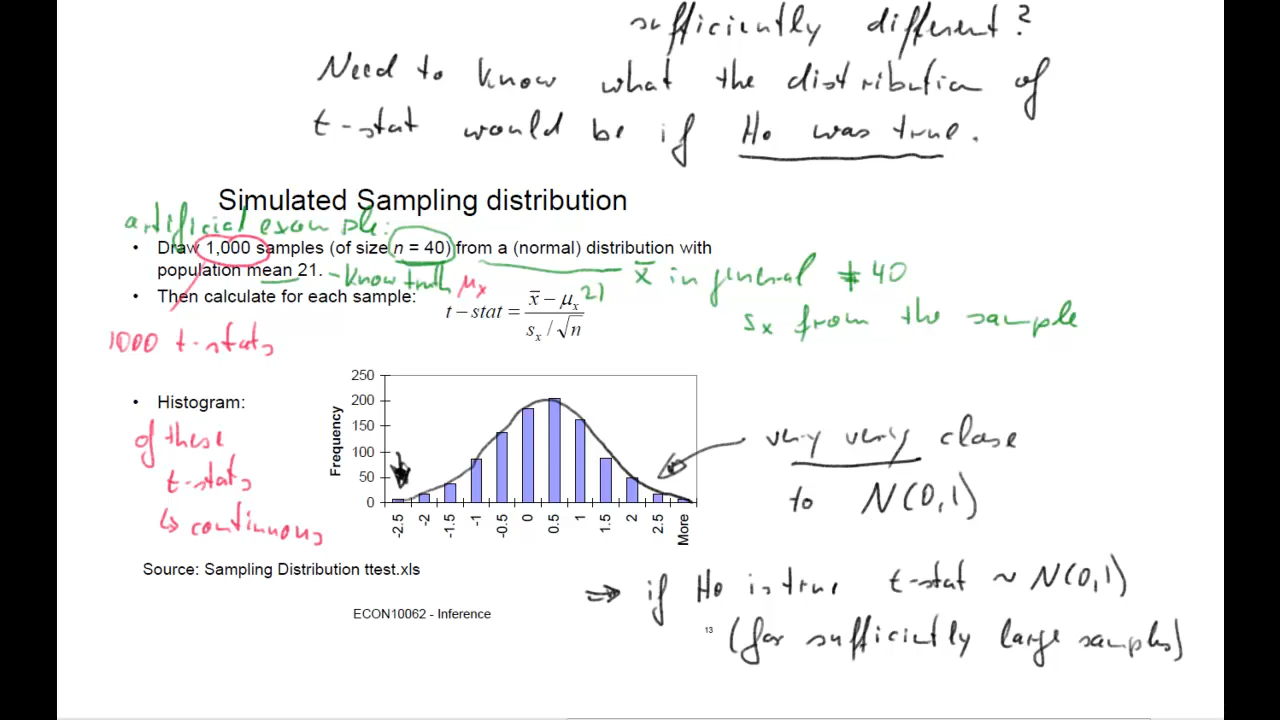 sufficiently different?
Need to know what the distribution of
t-stat would be if Ho was true.
Simulated Sampling distribution
artificial example:
• Draw 1,000 samples (of size n = 40) from a (normal) distribution with
population mean 21. - know truth μx
x̄ in general ≠ 40
• Then calculate for each sample:
t − stat = (x̄ − μx) / (sx / √n)
21
sx from the sample
1000 t-stats
• Histogram:
of these
t-stats
↳ continuous
Frequency
250
200
150
100
50
0
-2.5 -2 -1.5 -1 -0.5 0 0.5 1 1.5 2 2.5 More
very very close
to N(0,1)
Source: Sampling Distribution ttest.xls
⇒ if Ho is true t-stat ~ N(0,1)
(for sufficiently large samples)
ECON10062 - Inference
13